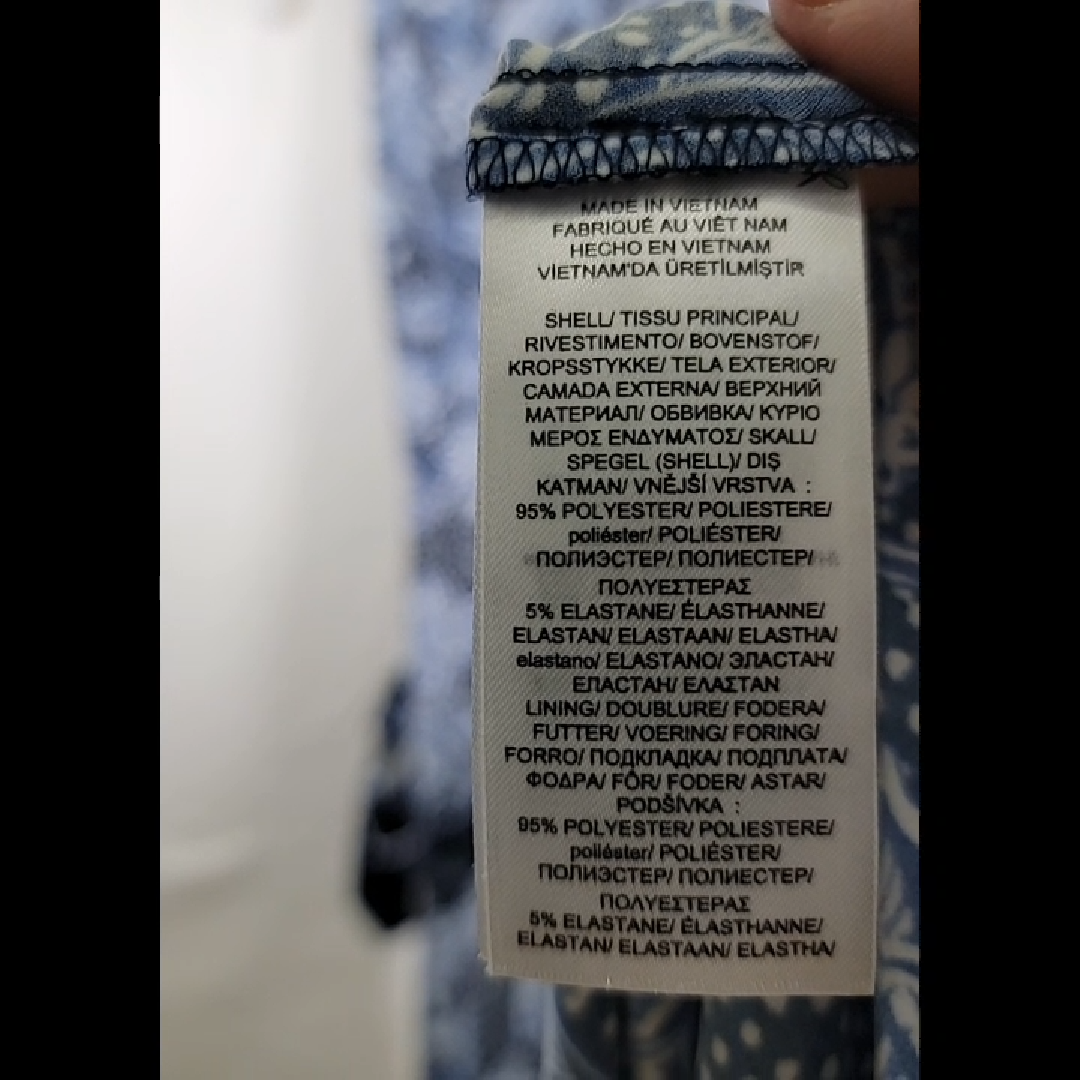 MADE IN VIETNAM
FABRIQUÉ AU VIÊT NAM
HECHO EN VIETNAM
VİETNAM'DA ÜRETİLMİŞTİR
SHELL/ TISSU PRINCIPAL/
RIVESTIMENTO/ BOVENSTOF/
KROPSSTYKKE/ TELA EXTERIOR/
CAMADA EXTERNA/ ВЕРХНИЙ
МАТЕРИАЛ/ ОБВИВКА/ ΚΥΡΙΟ
ΜΕΡΟΣ ΕΝΔΥΜΑΤΟΣ/ SKALL/
SPEGEL (SHELL)/ DIŞ
KATMAN/ VNĚJŠÍ VRSTVA :
95% POLYESTER/ POLIESTERE/
poliéster/ POLIÉSTER/
ПОЛИЭСТЕР/ ПОЛИЕСТЕР/
ΠΟΛΥΕΣΤΕΡΑΣ
5% ELASTANE/ ÉLASTHANNE/
ELASTAN/ ELASTAAN/ ELASTHA/
elastano/ ELASTANO/ ЭЛАСТАН/
ЕЛАСТАН/ ΕΛΑΣΤΑΝ
LINING/ DOUBLURE/ FODERA/
FUTTER/ VOERING/ FORING/
FORRO/ ПОДКЛАДКА/ ПОДПЛАТА/
ΦΟΔΡΑ/ FÔR/ FODER/ ASTAR/
PODŠÍVKA :
95% POLYESTER/ POLIESTERE/
poliéster/ POLIÉSTER/
ПОЛИЭСТЕР/ ПОЛИЕСТЕР/
ΠΟΛΥΕΣΤΕΡΑΣ
5% ELASTANE/ ÉLASTHANNE/
ELASTAN/ ELASTAAN/ ELASTHA/